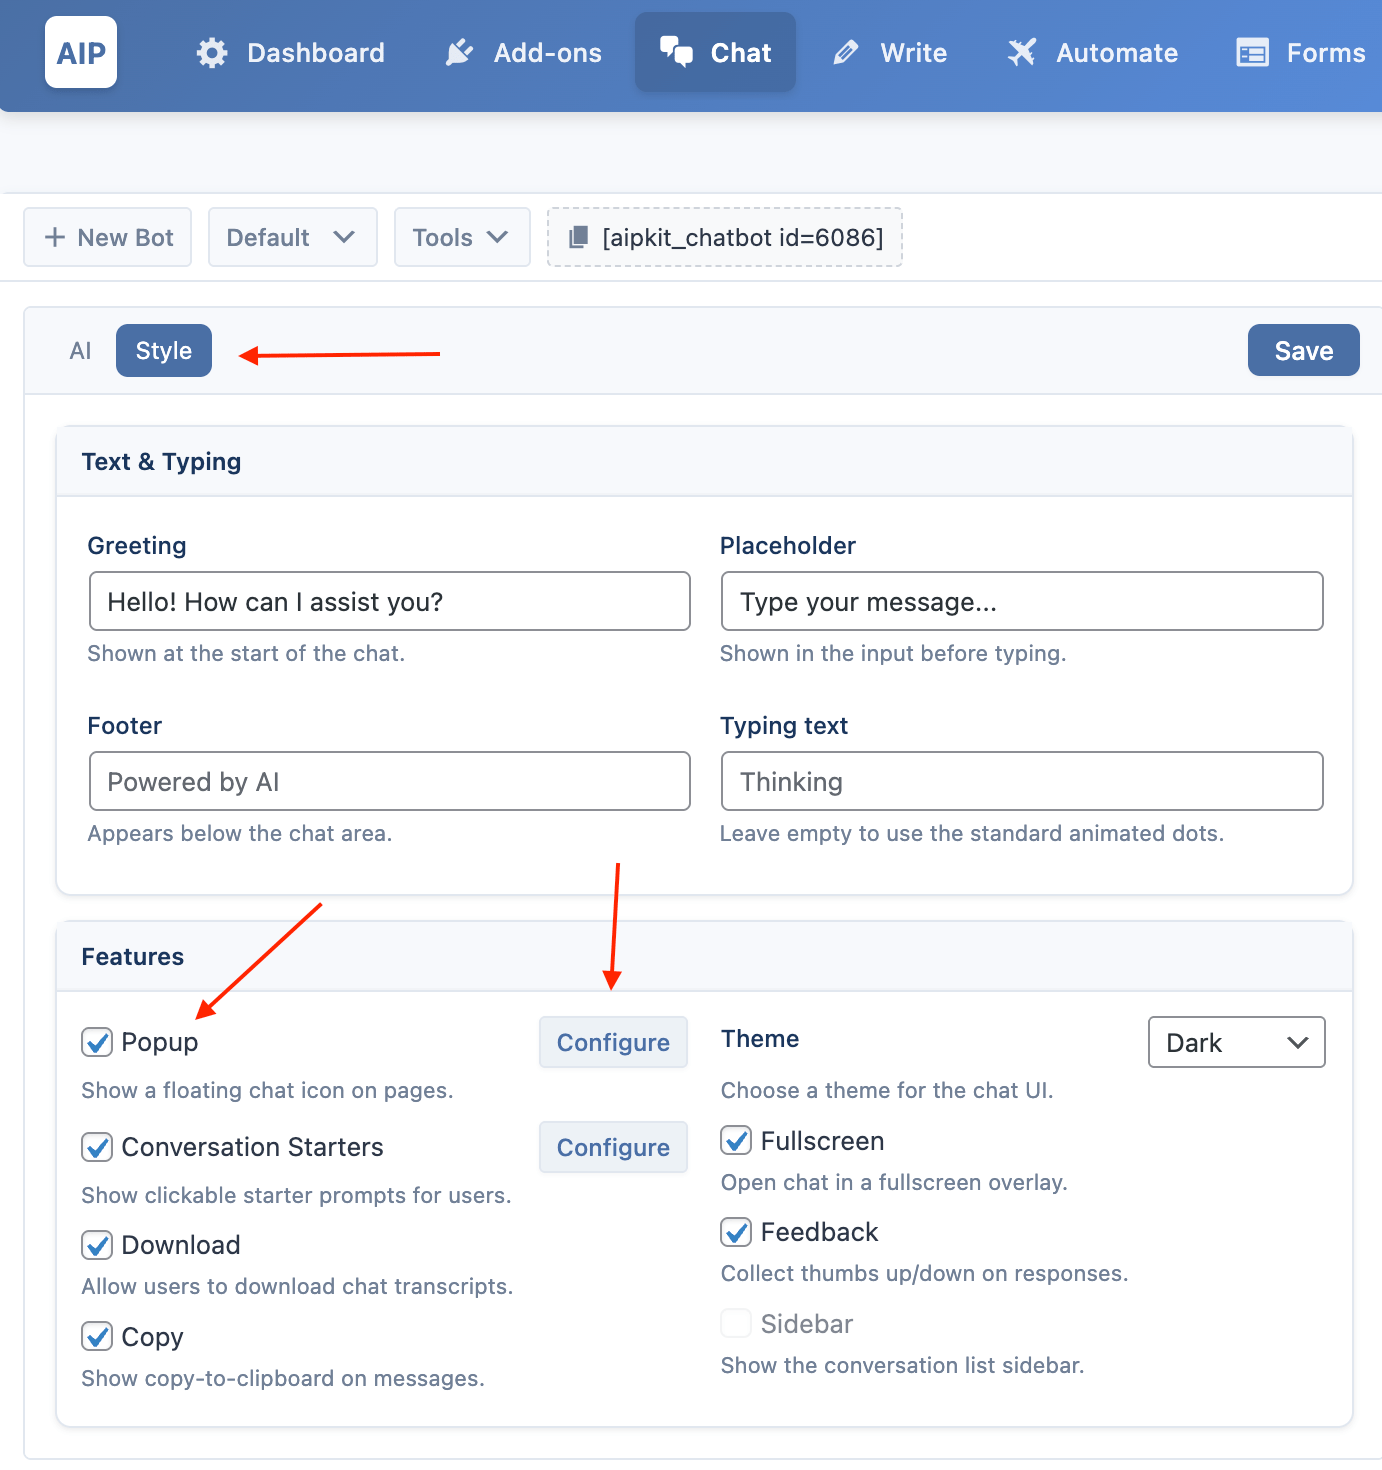 AIP Dashboard Add-ons Chat Write Automate Forms
New Bot Default Tools [aipkit_chatbot id=6086]
AI Style Save
Text & Typing
Greeting
Hello! How can I assist you?
Shown at the start of the chat.
Placeholder
Type your message...
Shown in the input before typing.
Footer
Powered by AI
Appears below the chat area.
Typing text
Thinking
Leave empty to use the standard animated dots.
Features
Popup Configure
Show a floating chat icon on pages.
Conversation Starters Configure
Show clickable starter prompts for users.
Download
Allow users to download chat transcripts.
Copy
Show copy-to-clipboard on messages.
Theme Dark
Choose a theme for the chat UI.
Fullscreen
Open chat in a fullscreen overlay.
Feedback
Collect thumbs up/down on responses.
Sidebar
Show the conversation list sidebar.